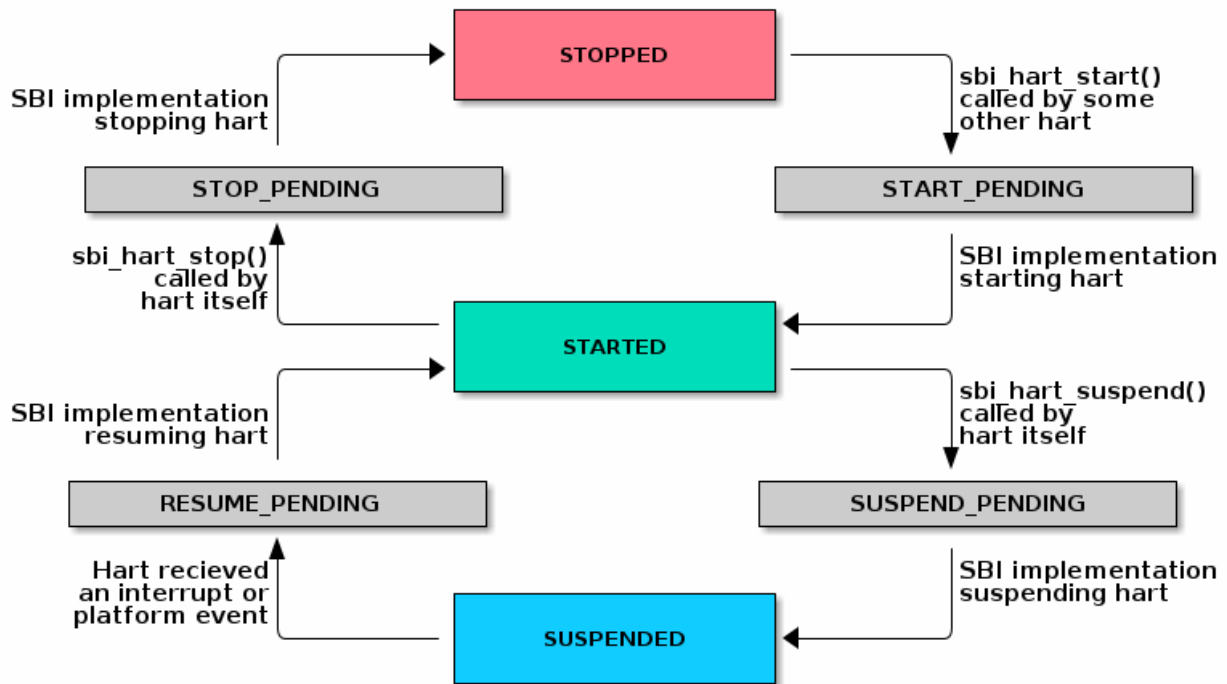 STOPPED
SBI implementation
stopping hart
sbi_hart_start()
called by some
other hart
STOP_PENDING
START_PENDING
sbi_hart_stop()
called by
hart itself
SBI implementation
starting hart
STARTED
SBI implementation
resuming hart
sbi_hart_suspend()
called by
hart itself
RESUME_PENDING
SUSPEND_PENDING
Hart recieved
an interrupt or
platform event
SBI implementation
suspending hart
SUSPENDED